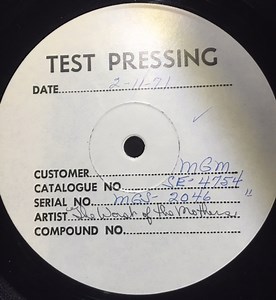 TEST PRESSING
DATE 2-11-71
CUSTOMER MGM
CATALOGUE NO. SE-4754
SERIAL NO. MGS-2046
ARTIST The Worst of the Mothers
COMPOUND NO.